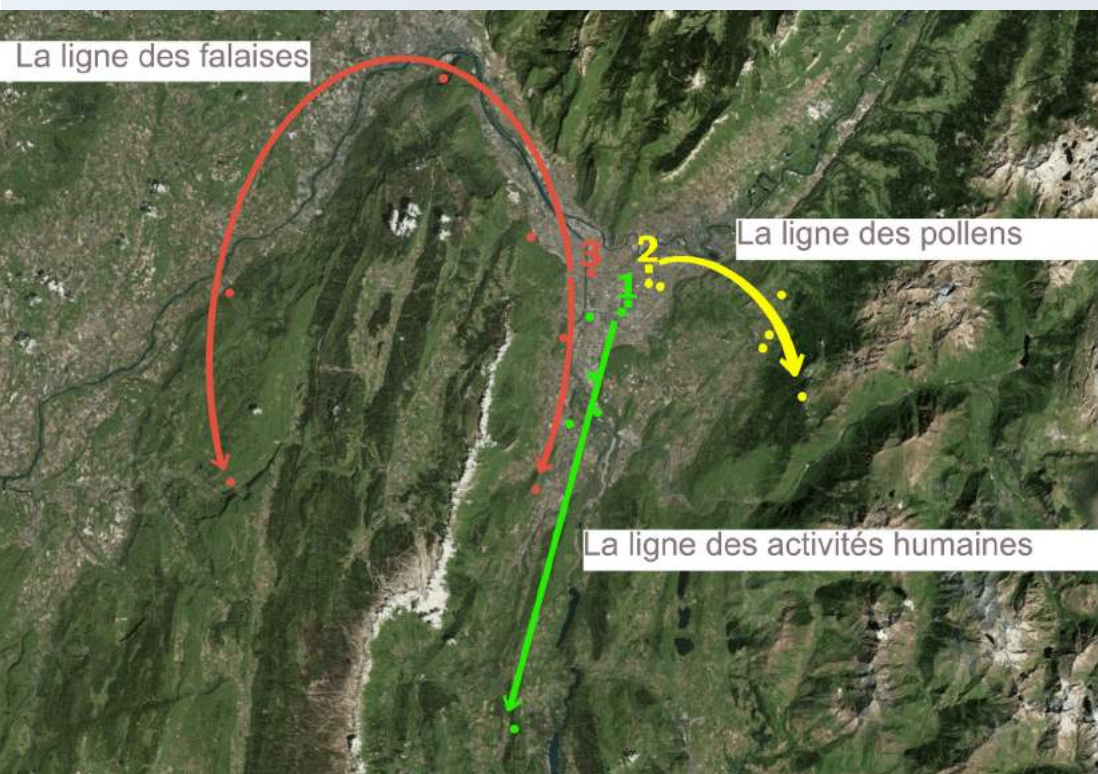 La ligne des falaises
3
2
La ligne des pollens
1
La ligne des activités humaines